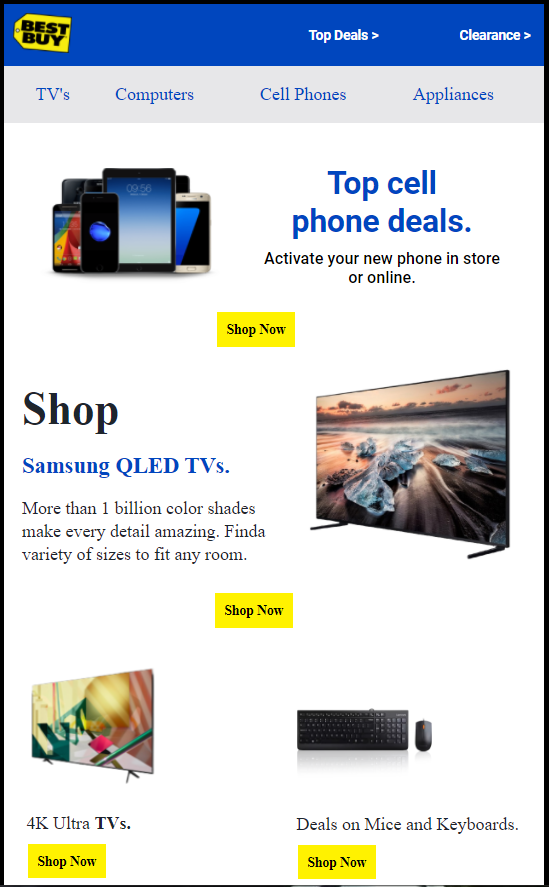 BEST
BUY
Top Deals >
Clearance >
TV's
Computers
Cell Phones
Appliances
09:56
Top cell
phone deals.
Activate your new phone in store
or online.
Shop Now
Shop
Samsung QLED TVs.
More than 1 billion color shades
make every detail amazing. Finda
variety of sizes to fit any room.
Shop Now
4K Ultra TVs.
Shop Now
Deals on Mice and Keyboards.
Shop Now